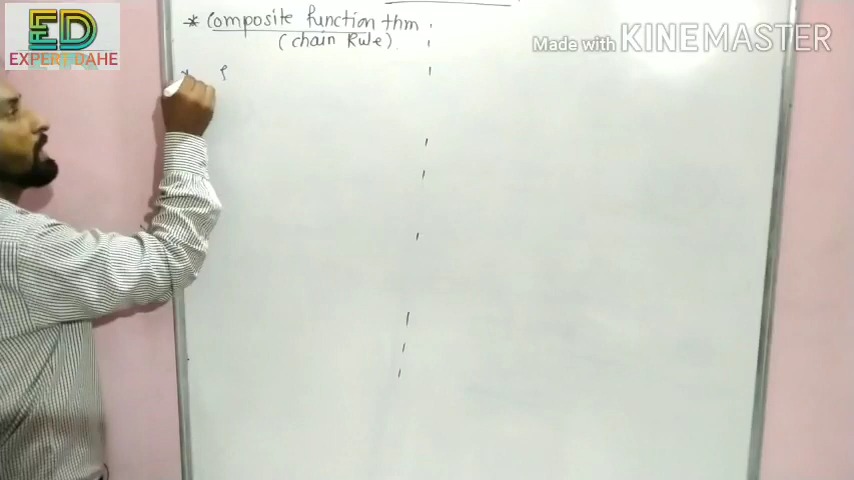 ED
EXPERT DAHE
Made with KINEMASTER
* Composite function thm
(chain Rule)